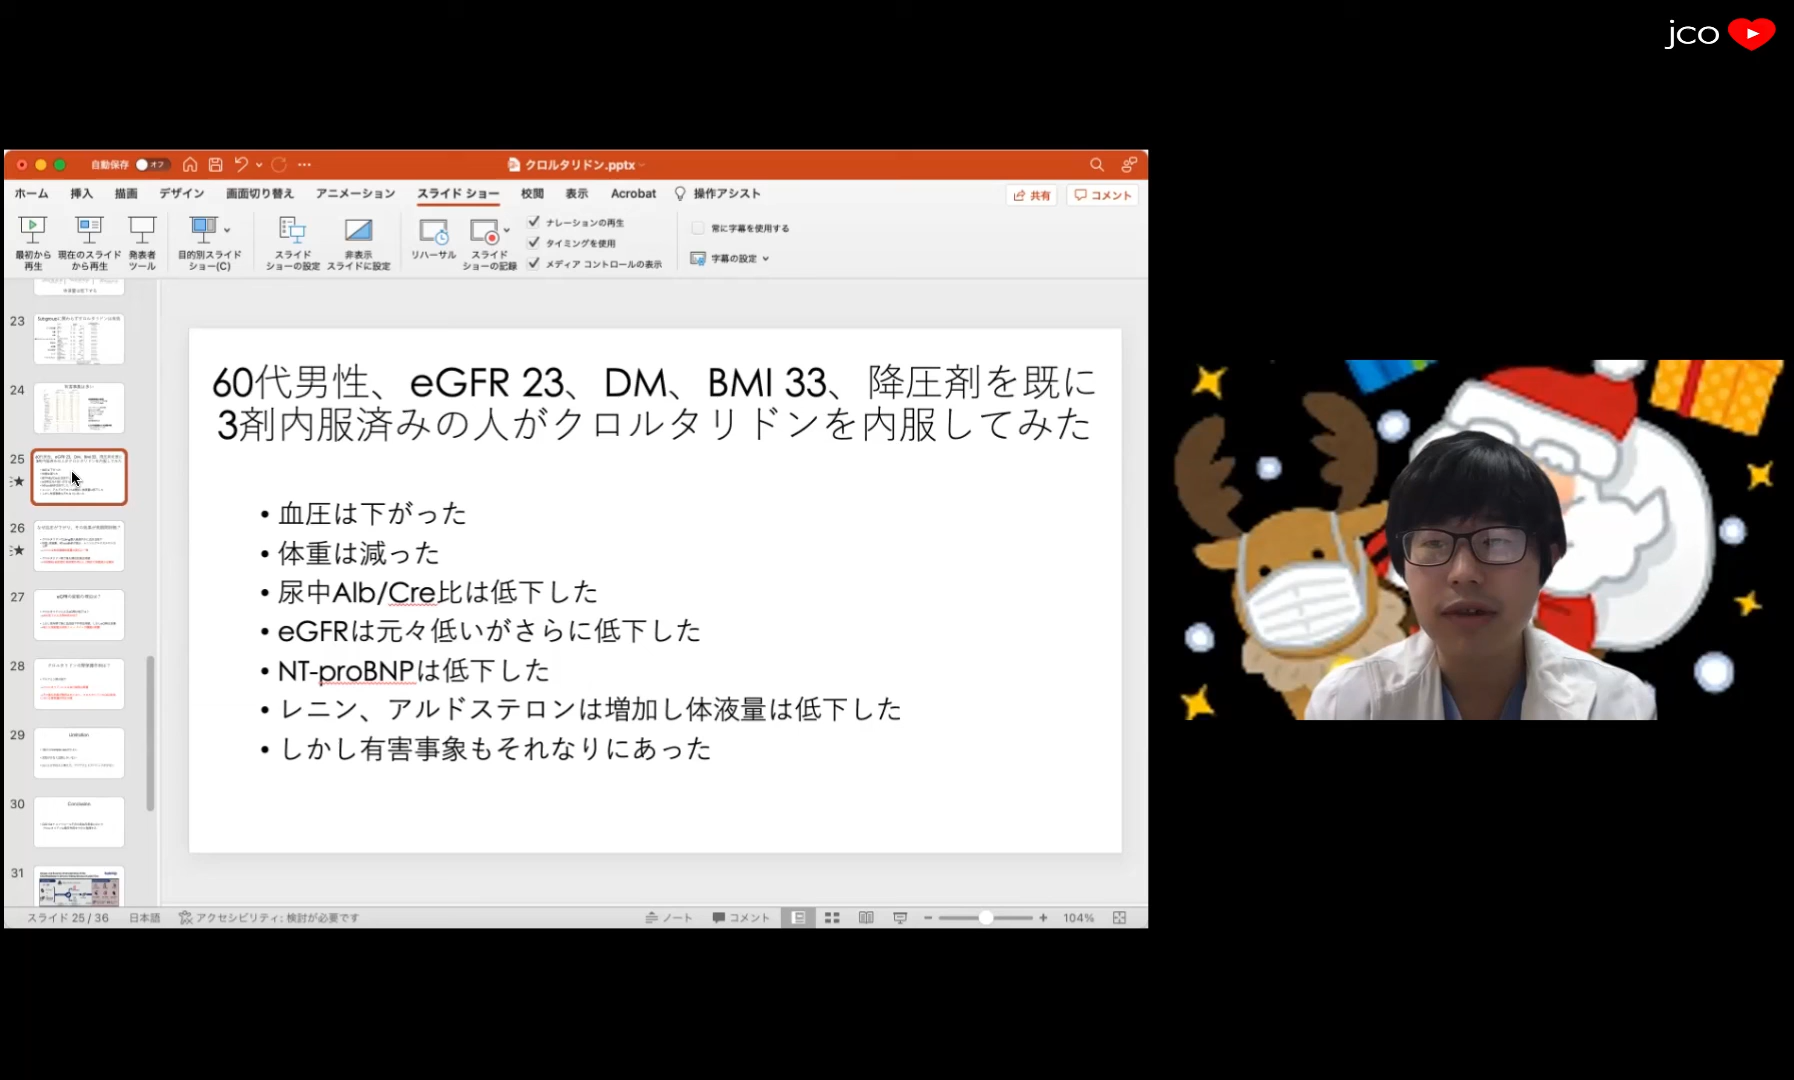 jco
自動保存 オフ
クロルタリドン.pptx
ホーム 挿入 描画 デザイン 画面切り替え アニメーション スライド ショー 校閲 表示 Acrobat 操作アシスト 共有 コメント
最初から
再生
現在のスライド
から再生
発表者
ツール
目的別スライド
ショー(C)
スライド
ショーの設定
非表示
スライドに設定
リハーサル
スライド
ショーの記録
ナレーションの再生
タイミングを使用
メディア コントロールの表示
常に字幕を使用する
字幕の設定
23
24
25
26
27
28
29
Limitation
30
Conclusion
31
60代男性、eGFR 23、DM、BMI 33、降圧剤を既に
3剤内服済みの人がクロルタリドンを内服してみた
• 血圧は下がった
• 体重は減った
• 尿中Alb/Cre比は低下した
• eGFRは元々低いがさらに低下した
• NT-proBNPは低下した
• レニン、アルドステロンは増加し体液量は低下した
• しかし有害事象もそれなりにあった
スライド 25 / 36 日本語 アクセシビリティ: 検討が必要です ノート コメント 104%